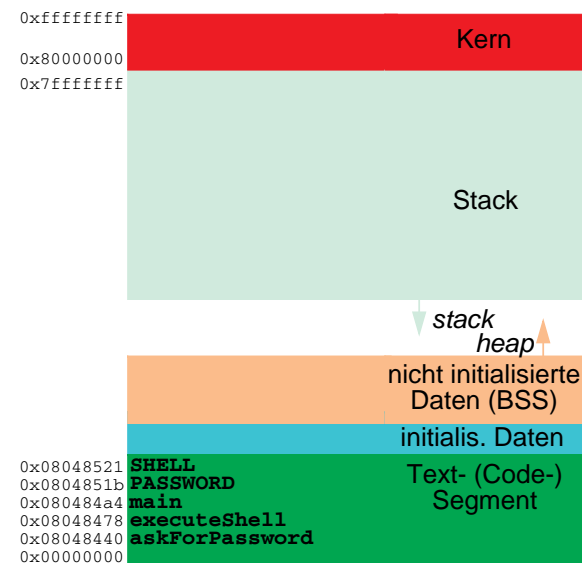 0xffffffff
Kern
0x80000000
0x7fffffff
Stack
stack
heap
nicht initialisierte
Daten (BSS)
initialis. Daten
0x08048521 SHELL
0x0804851b PASSWORD
0x080484a4 main
0x08048478 executeShell
0x08048440 askForPassword
0x00000000
Text- (Code-)
Segment